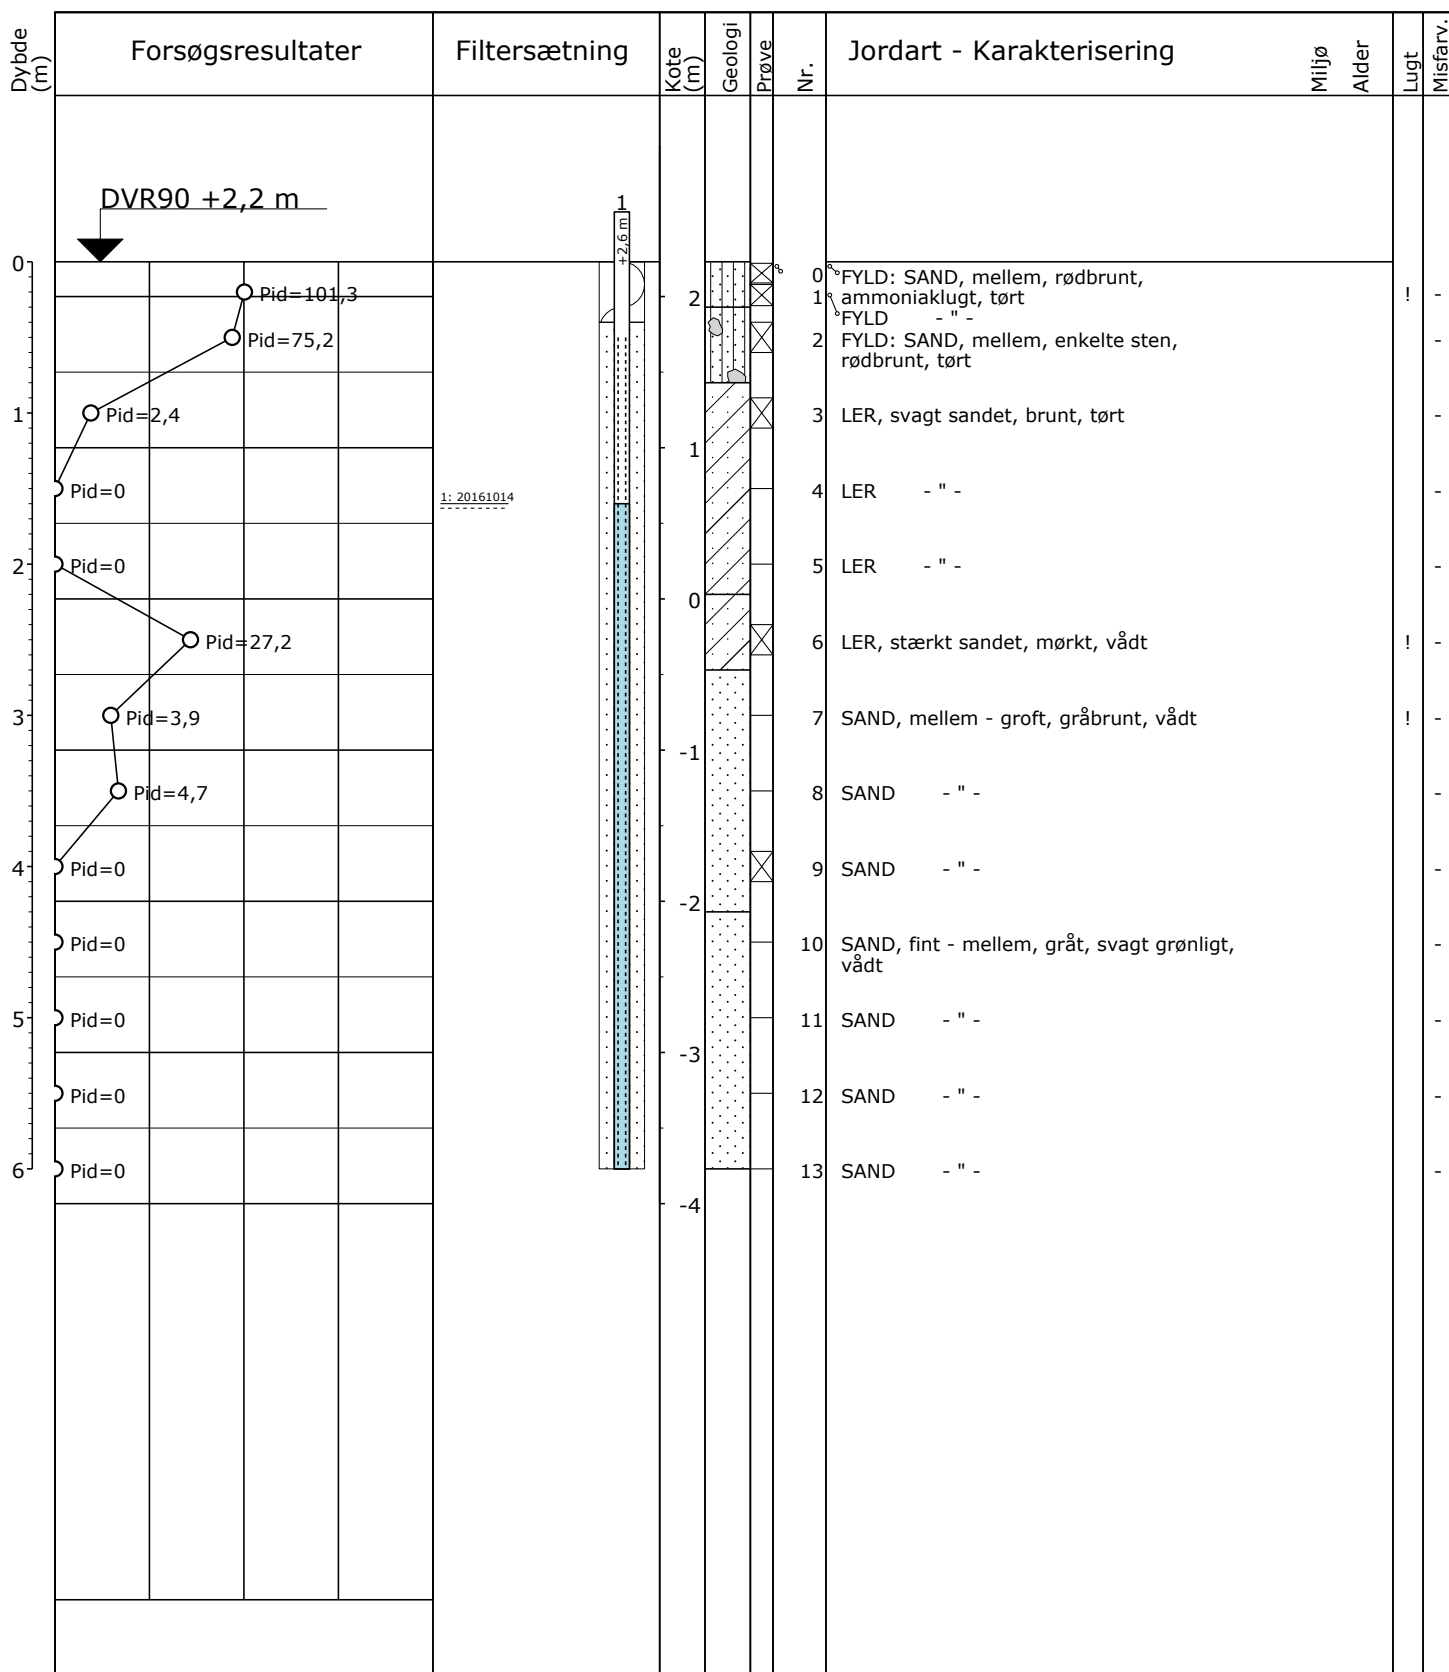 Dybde (m)
Forsøgsresultater
Filtersætning
Kote (m)
Geologi
Prøve
Nr.
Jordart - Karakterisering
Miljø
Alder
Lugt
Misfarv.
DVR90 +2,2 m
1
+2,6 m
0
0 FYLD: SAND, mellem, rødbrunt,
Pid=101,3
2
1 ammoniaklugt, tørt
! -
FYLD - " -
Pid=75,2
2 FYLD: SAND, mellem, enkelte sten,
rødbrunt, tørt
-
1
Pid=2,4
3 LER, svagt sandet, brunt, tørt
-
1
Pid=0
1: 20161014
4 LER - " -
-
2
Pid=0
5 LER - " -
-
0
Pid=27,2
6 LER, stærkt sandet, mørkt, vådt
! -
3
Pid=3,9
7 SAND, mellem - groft, gråbrunt, vådt
! -
-1
Pid=4,7
8 SAND - " -
-
4
Pid=0
9 SAND - " -
-
-2
Pid=0
10 SAND, fint - mellem, gråt, svagt grønligt,
vådt
-
5
Pid=0
11 SAND - " -
-
-3
Pid=0
12 SAND - " -
-
6
Pid=0
13 SAND - " -
-
-4